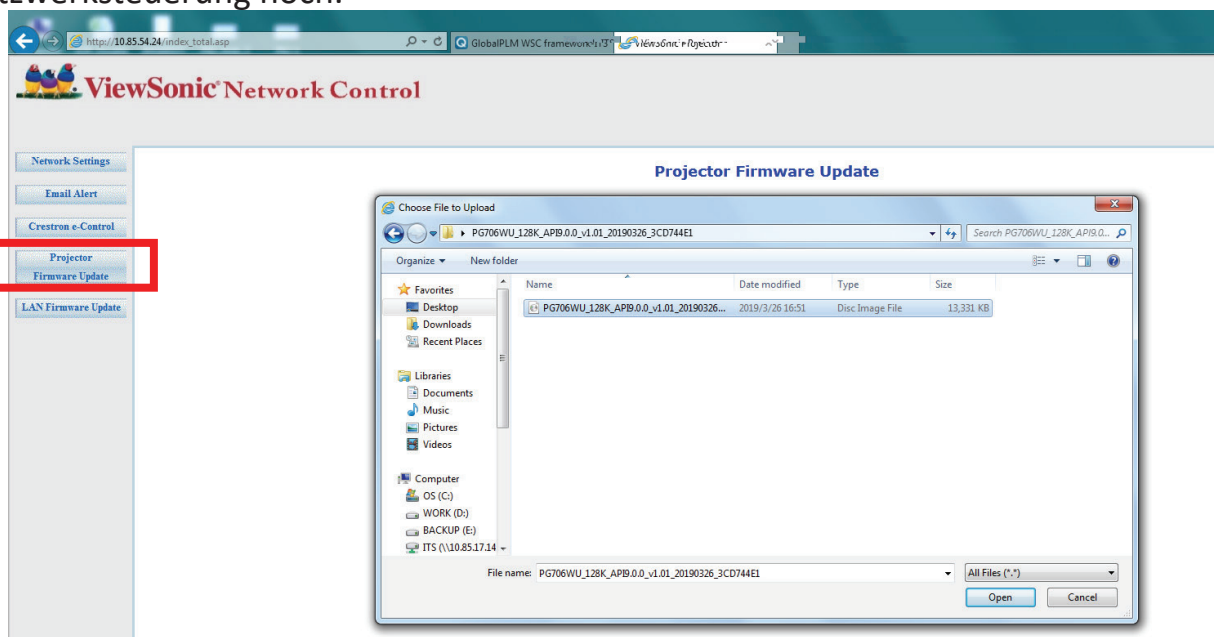 tzwerksteuerung hoch.
http://10.85.54.24/index_total.asp
GlobalPLM WSC
ViewSonic® Network Control
Network Settings
Email Alert
Crestron e-Control
Projector
Firmware Update
LAN Firmware Update
Projector Firmware Update
Choose File to Upload
PG706WU_128K_API9.0.0_v1.01_20190326_3CD744E1
Search PG706WU_128K_API9.0...
Organize New folder
Name Date modified Type Size
PG706WU_128K_API9.0.0_v1.01_20190326... 2019/3/26 16:51 Disc Image File 13,331 KB
Favorites
Desktop
Downloads
Recent Places
Libraries
Documents
Music
Pictures
Videos
Computer
OS (C:)
WORK (D:)
BACKUP (E:)
ITS (\\10.85.17.14
File name: PG706WU_128K_API9.0.0_v1.01_20190326_3CD744E1
All Files (*.*)
Open Cancel